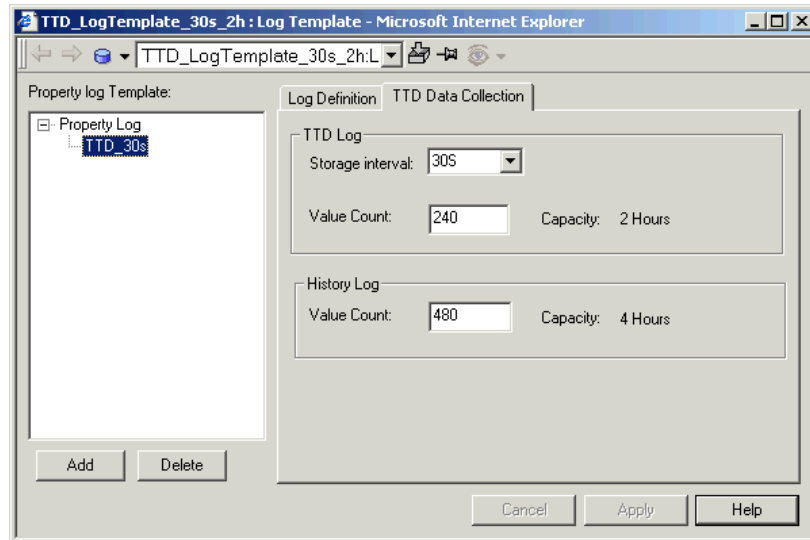 TTD_LogTemplate_30s_2h : Log Template - Microsoft Internet Explorer
TTD_LogTemplate_30s_2h:L
Property log Template:
Property Log
TTD_30s
Add
Delete
Log Definition
TTD Data Collection
TTD Log
Storage interval: 30S
Value Count: 240 Capacity: 2 Hours
History Log
Value Count: 480 Capacity: 4 Hours
Cancel
Apply
Help